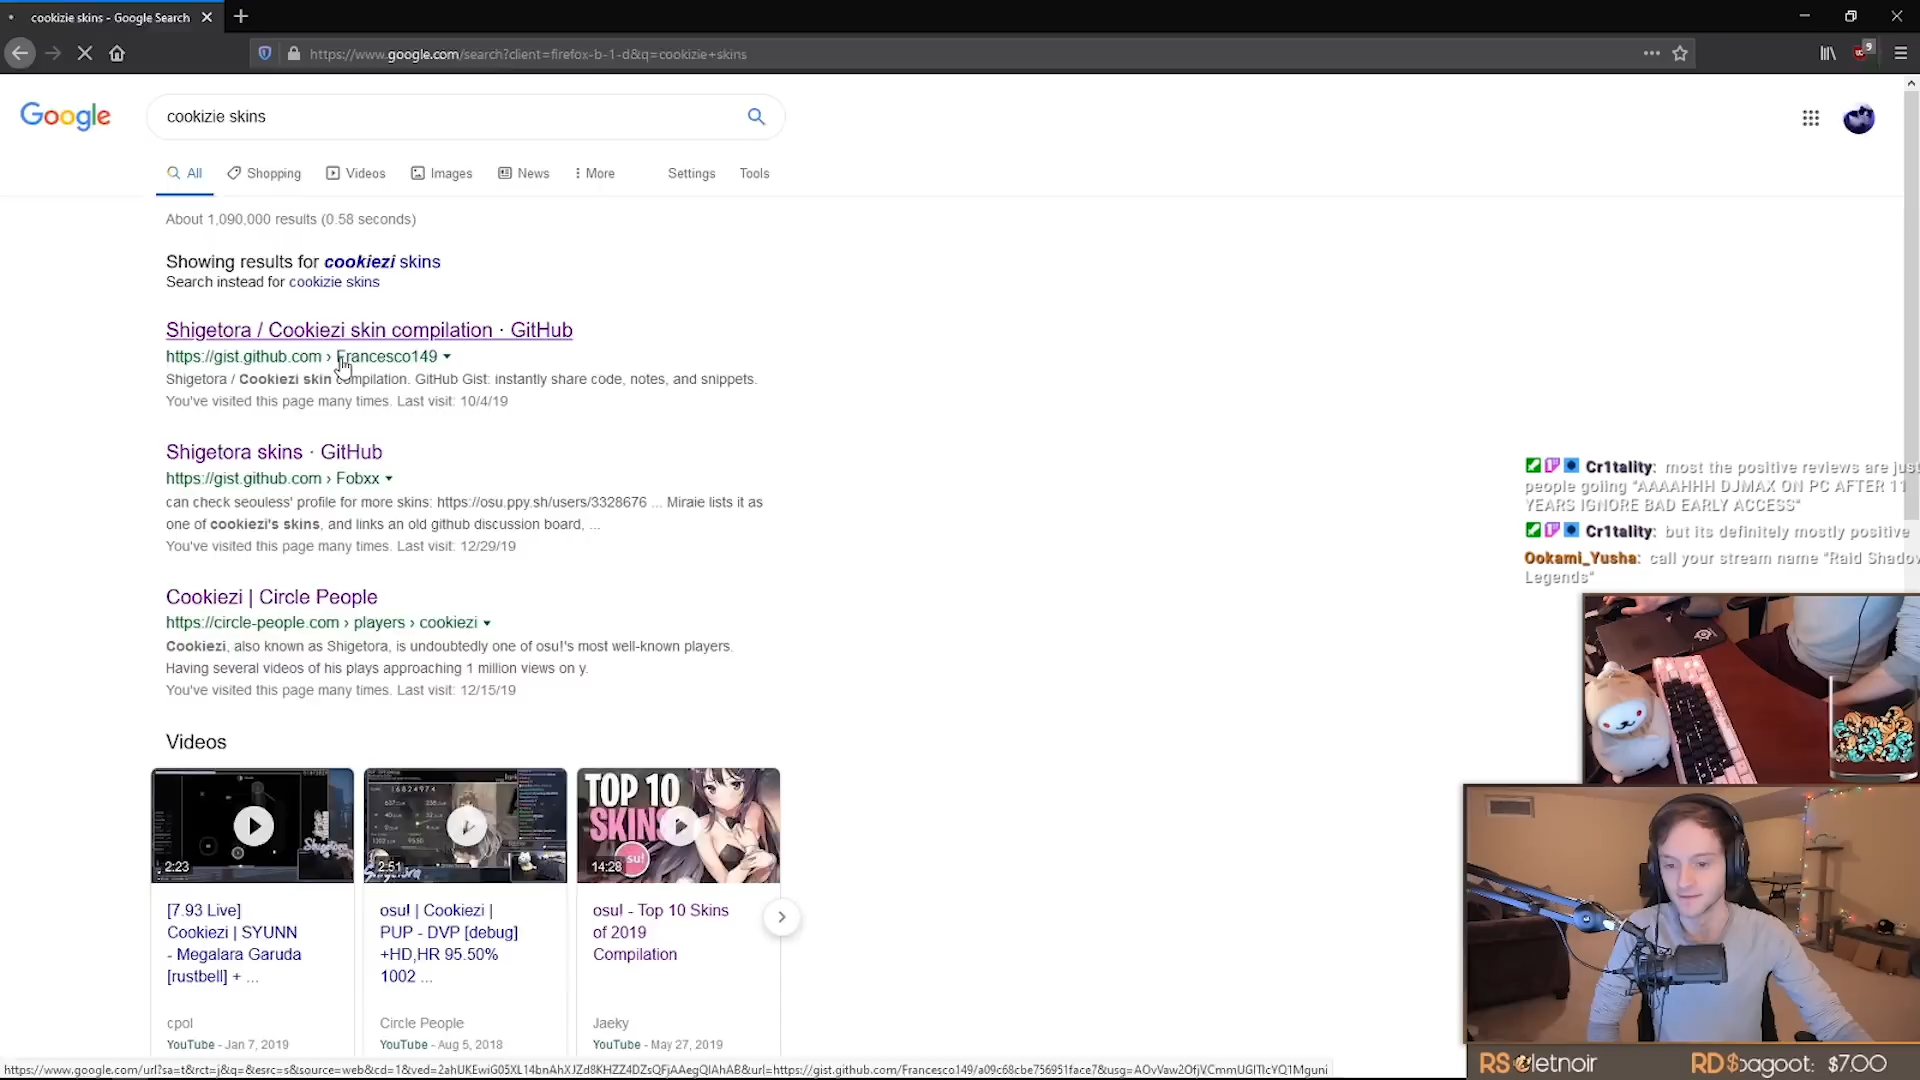 cookizie skins - Google Search
https://www.google.com/search?client=firefox-b-1-d&q=cookizie+skins
9
Google
cookizie skins
All
Shopping
Videos
Images
News
More
Settings
Tools
About 1,090,000 results (0.58 seconds)
Showing results for cookiezi skins
Search instead for cookizie skins
Shigetora / Cookiezi skin compilation · GitHub
https://gist.github.com › Francesco149
Shigetora / Cookiezi skin compilation. GitHub Gist: instantly share code, notes, and snippets.
You've visited this page many times. Last visit: 10/4/19
Shigetora skins · GitHub
https://gist.github.com › Fobxx
can check seouless' profile for more skins: https://osu.ppy.sh/users/3328676 ... Miraie lists it as
one of cookiezi's skins, and links an old github discussion board, ...
You've visited this page many times. Last visit: 12/29/19
Cookiezi | Circle People
https://circle-people.com › players › cookiezi
Cookiezi, also known as Shigetora, is undoubtedly one of osu!'s most well-known players.
Having several videos of his plays approaching 1 million views on y.
You've visited this page many times. Last visit: 12/15/19
Videos
2:23
Shigetora
16824974
2:51
Shigetora
TOP 10
SKINS
osu!
14:28
[7.93 Live]
Cookiezi | SYUNN
- Megalara Garuda
[rustbell] + ...
cpol
YouTube - Jan 7, 2019
osu! | Cookiezi |
PUP - DVP [debug]
+HD,HR 95.50%
1002 ...
Circle People
YouTube - Aug 5, 2018
osu! - Top 10 Skins
of 2019
Compilation
Jaeky
YouTube - May 27, 2019
Cr1tality: most the positive reviews are just
people goiing "AAAAHHH DJMAX ON PC AFTER 11
YEARS IGNORE BAD EARLY ACCESS"
Cr1tality: but its definitely mostly positive
Ookami_Yusha: call your stream name "Raid Shadow
Legends"
RS letnoir
RD $ bagoot: $7.00